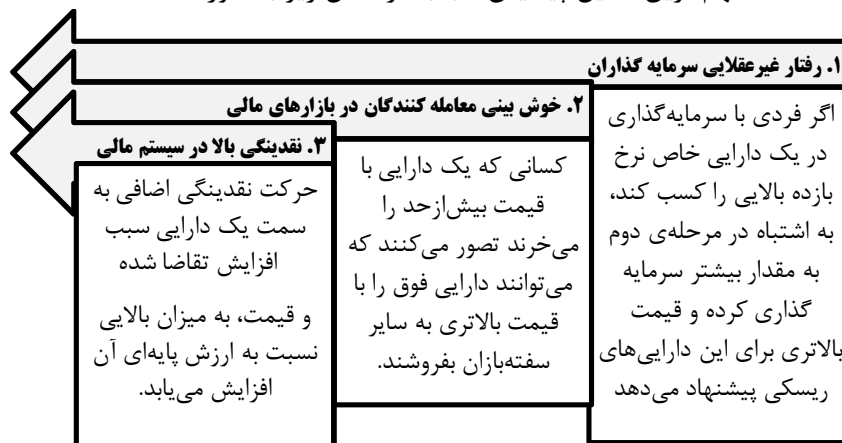 ۱. رفتار غیرعقلایی سرمایه گذاران
اگر فردی با سرمایه‌گذاری
در یک دارایی خاص نرخ
بازده بالایی را کسب کند،
به اشتباه در مرحله‌ی دوم
به مقدار بیشتر سرمایه
گذاری کرده و قیمت
بالاتری برای این دارایی‌های
ریسکی پیشنهاد می‌دهد
۲. خوش بینی معامله کنندگان در بازارهای مالی
کسانی که یک دارایی با
قیمت بیش‌ازحد را
می‌خرند تصور می‌کنند که
می‌توانند دارایی فوق را با
قیمت بالاتری به سایر
سفته‌بازان بفروشند.
۳. نقدینگی بالا در سیستم مالی
حرکت نقدینگی اضافی به
سمت یک دارایی سبب
افزایش تقاضا شده
و قیمت، به میزان بالایی
نسبت به ارزش پایه‌ای آن
افزایش می‌یابد.